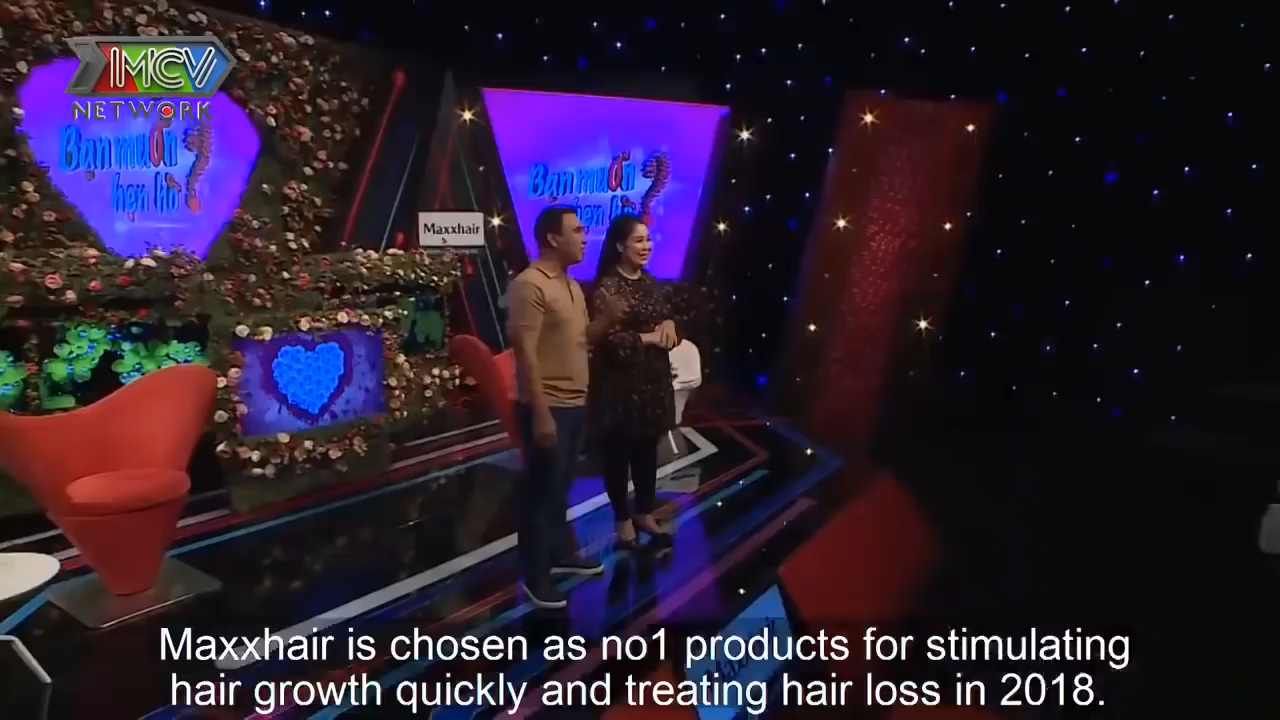 MCV
NETWORK
Bạn muốn
hẹn hò ?
Bạn muốn
hẹn hò ?
Maxxhair
Maxxhair is chosen as no1 products for stimulating
hair growth quickly and treating hair loss in 2018.